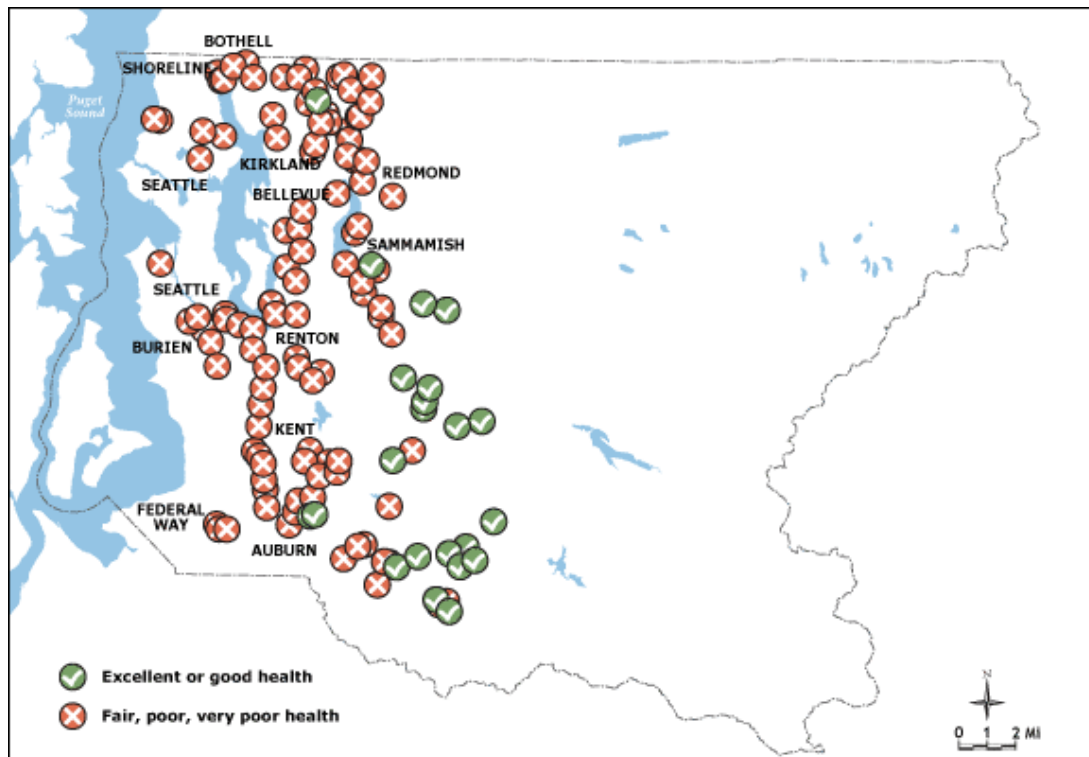 BOTHELL
SHORELINE
Puget
Sound
KIRKLAND
SEATTLE
REDMOND
BELLEVUE
SAMMAMISH
SEATTLE
BURIEN
RENTON
KENT
FEDERAL
WAY
AUBURN
Excellent or good health
Fair, poor, very poor health
N
0 1 2 Mi